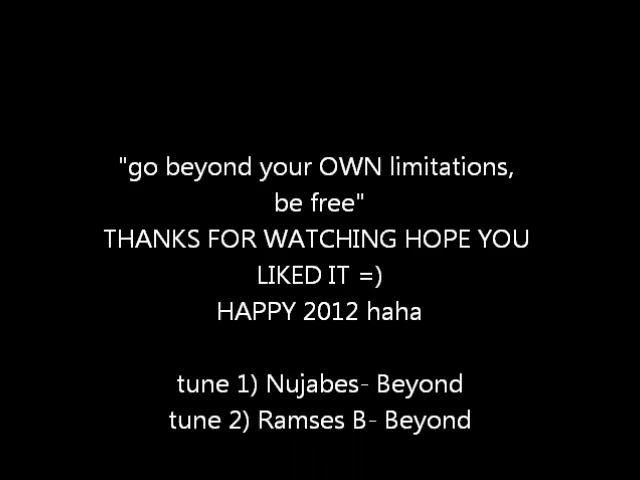 "go beyond your OWN limitations,
be free"
THANKS FOR WATCHING HOPE YOU
LIKED IT =)
HAPPY 2012 haha
tune 1) Nujabes- Beyond
tune 2) Ramses B- Beyond